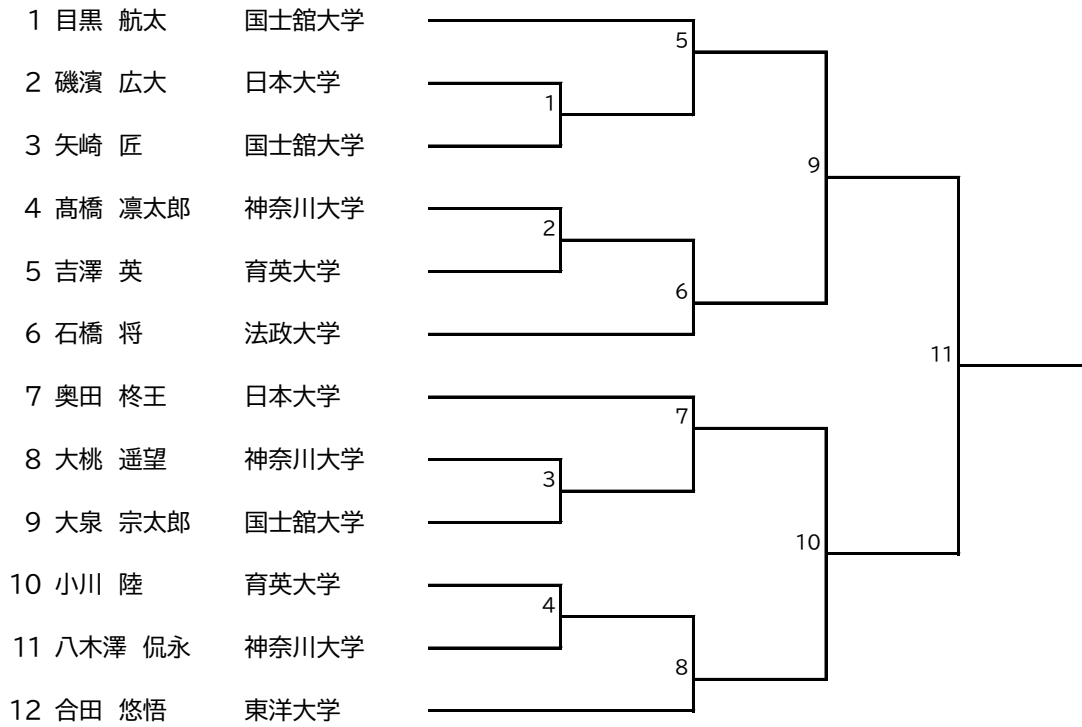 1 目黒 航太 国士舘大学
5
2 磯濱 広大 日本大学
1
3 矢崎 匠 国士舘大学
9
4 髙橋 凛太郎 神奈川大学
2
5 吉澤 英 育英大学
6
6 石橋 将 法政大学
11
7 奥田 柊王 日本大学
7
8 大桃 遥望 神奈川大学
3
9 大泉 宗太郎 国士舘大学
10
10 小川 陸 育英大学
4
11 八木澤 侃永 神奈川大学
8
12 合田 悠悟 東洋大学